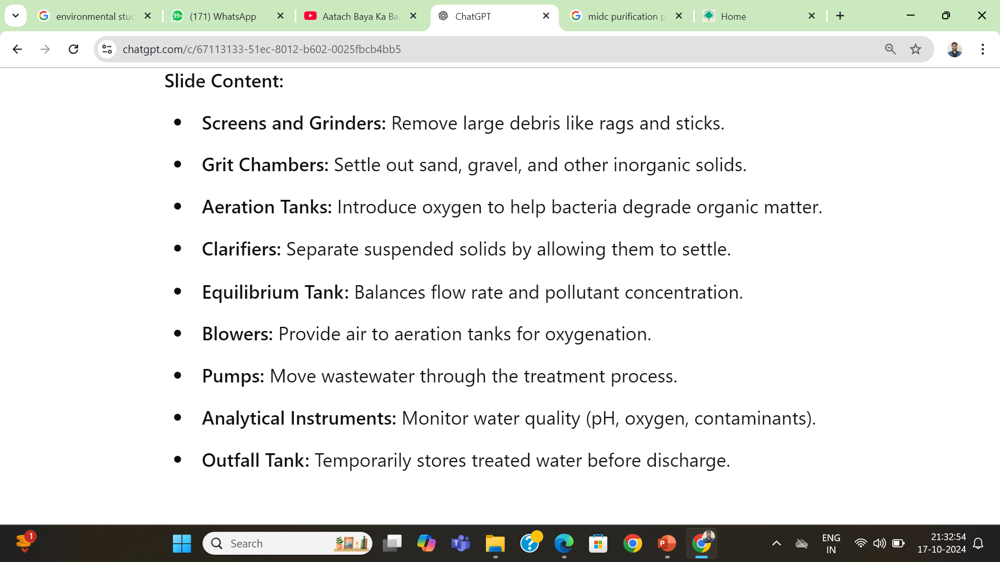 environmental stu
(171) WhatsApp
Aatach Baya Ka Ba
ChatGPT
midc purification p
Home
chatgpt.com/c/67113133-51ec-8012-b602-0025fbcb4bb5
Slide Content:
• Screens and Grinders: Remove large debris like rags and sticks.
• Grit Chambers: Settle out sand, gravel, and other inorganic solids.
• Aeration Tanks: Introduce oxygen to help bacteria degrade organic matter.
• Clarifiers: Separate suspended solids by allowing them to settle.
• Equilibrium Tank: Balances flow rate and pollutant concentration.
• Blowers: Provide air to aeration tanks for oxygenation.
• Pumps: Move wastewater through the treatment process.
• Analytical Instruments: Monitor water quality (pH, oxygen, contaminants).
• Outfall Tank: Temporarily stores treated water before discharge.
1
Search
ENG
IN
21:32:54
17-10-2024